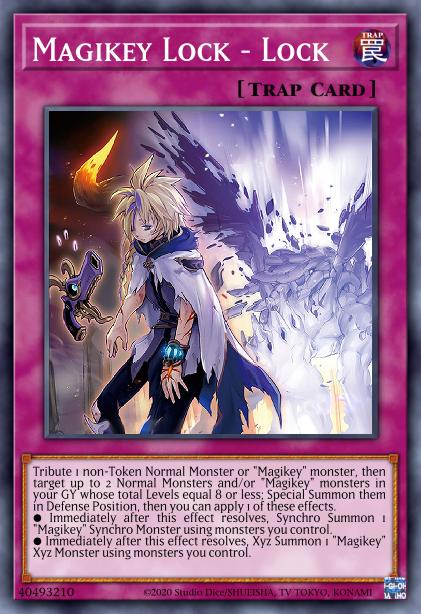 Magikey Lock - Lock
TRAP
罠
[Trap Card]
Tribute 1 non-Token Normal Monster or "Magikey" monster, then
target up to 2 Normal Monsters and/or "Magikey" monsters in
your GY whose total Levels equal 8 or less; Special Summon them
in Defense Position, then you can apply 1 of these effects.
● Immediately after this effect resolves, Synchro Summon 1
"Magikey" Synchro Monster using monsters you control.
● Immediately after this effect resolves, Xyz Summon 1 "Magikey"
Xyz Monster using monsters you control.
40493210
©2020 Studio Dice/SHUEISHA, TV TOKYO, KONAMI